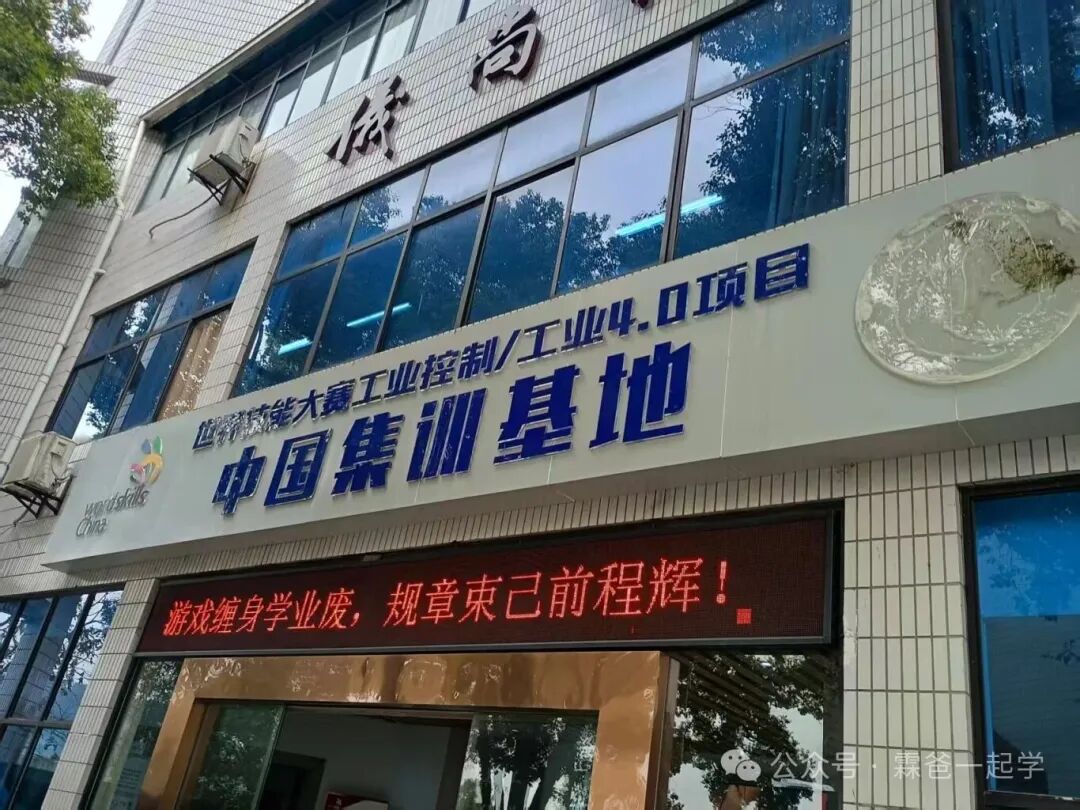 尚
世界技能大赛工业控制/工业4.0项目
中国集训基地
worldskills
China
游戏缠身学业废，规章束己前程辉！
公众号·霖爸一起学